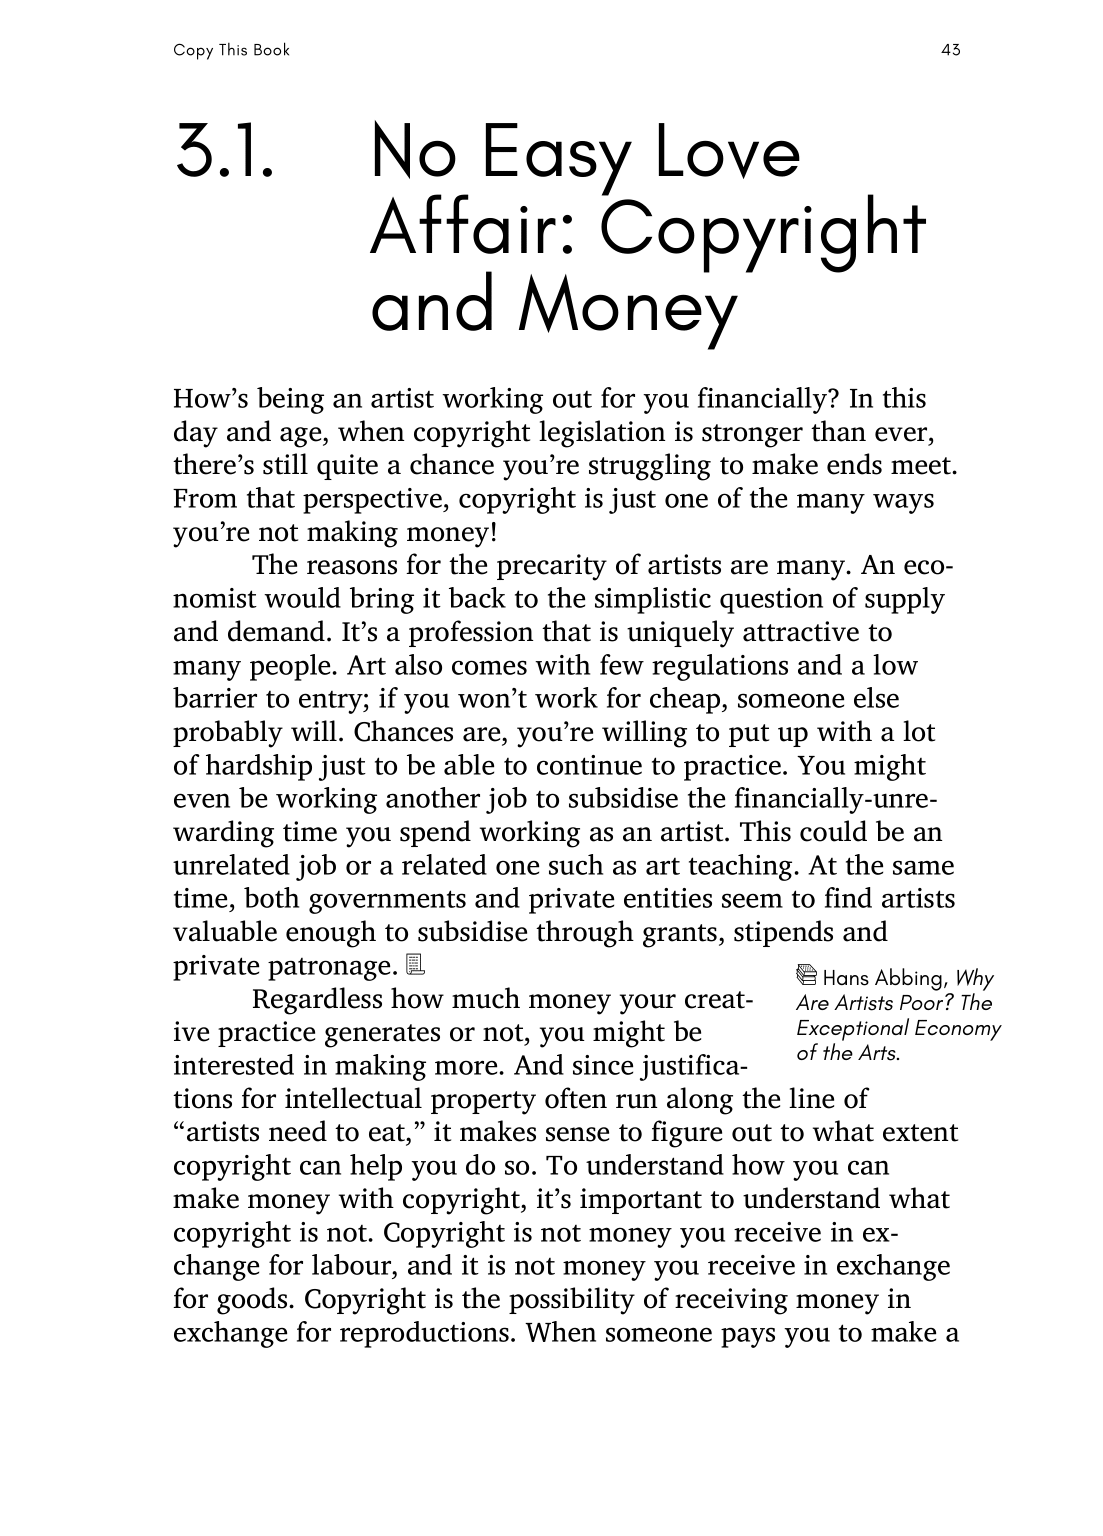 Copy This Book 43
3.1. No Easy Love
Affair: Copyright
and Money
How’s being an artist working out for you financially? In this
day and age, when copyright legislation is stronger than ever,
there’s still quite a chance you’re struggling to make ends meet.
From that perspective, copyright is just one of the many ways
you’re not making money!
The reasons for the precarity of artists are many. An eco-
nomist would bring it back to the simplistic question of supply
and demand. It’s a profession that is uniquely attractive to
many people. Art also comes with few regulations and a low
barrier to entry; if you won’t work for cheap, someone else
probably will. Chances are, you’re willing to put up with a lot
of hardship just to be able to continue to practice. You might
even be working another job to subsidise the financially-unre-
warding time you spend working as an artist. This could be an
unrelated job or a related one such as art teaching. At the same
time, both governments and private entities seem to find artists
valuable enough to subsidise through grants, stipends and
private patronage.
Regardless how much money your creat-
ive practice generates or not, you might be
interested in making more. And since justifica-
tions for intellectual property often run along the line of
“artists need to eat,” it makes sense to figure out to what extent
copyright can help you do so. To understand how you can
make money with copyright, it’s important to understand what
copyright is not. Copyright is not money you receive in ex-
change for labour, and it is not money you receive in exchange
for goods. Copyright is the possibility of receiving money in
exchange for reproductions. When someone pays you to make a
Hans Abbing, Why
Are Artists Poor? The
Exceptional Economy
of the Arts.